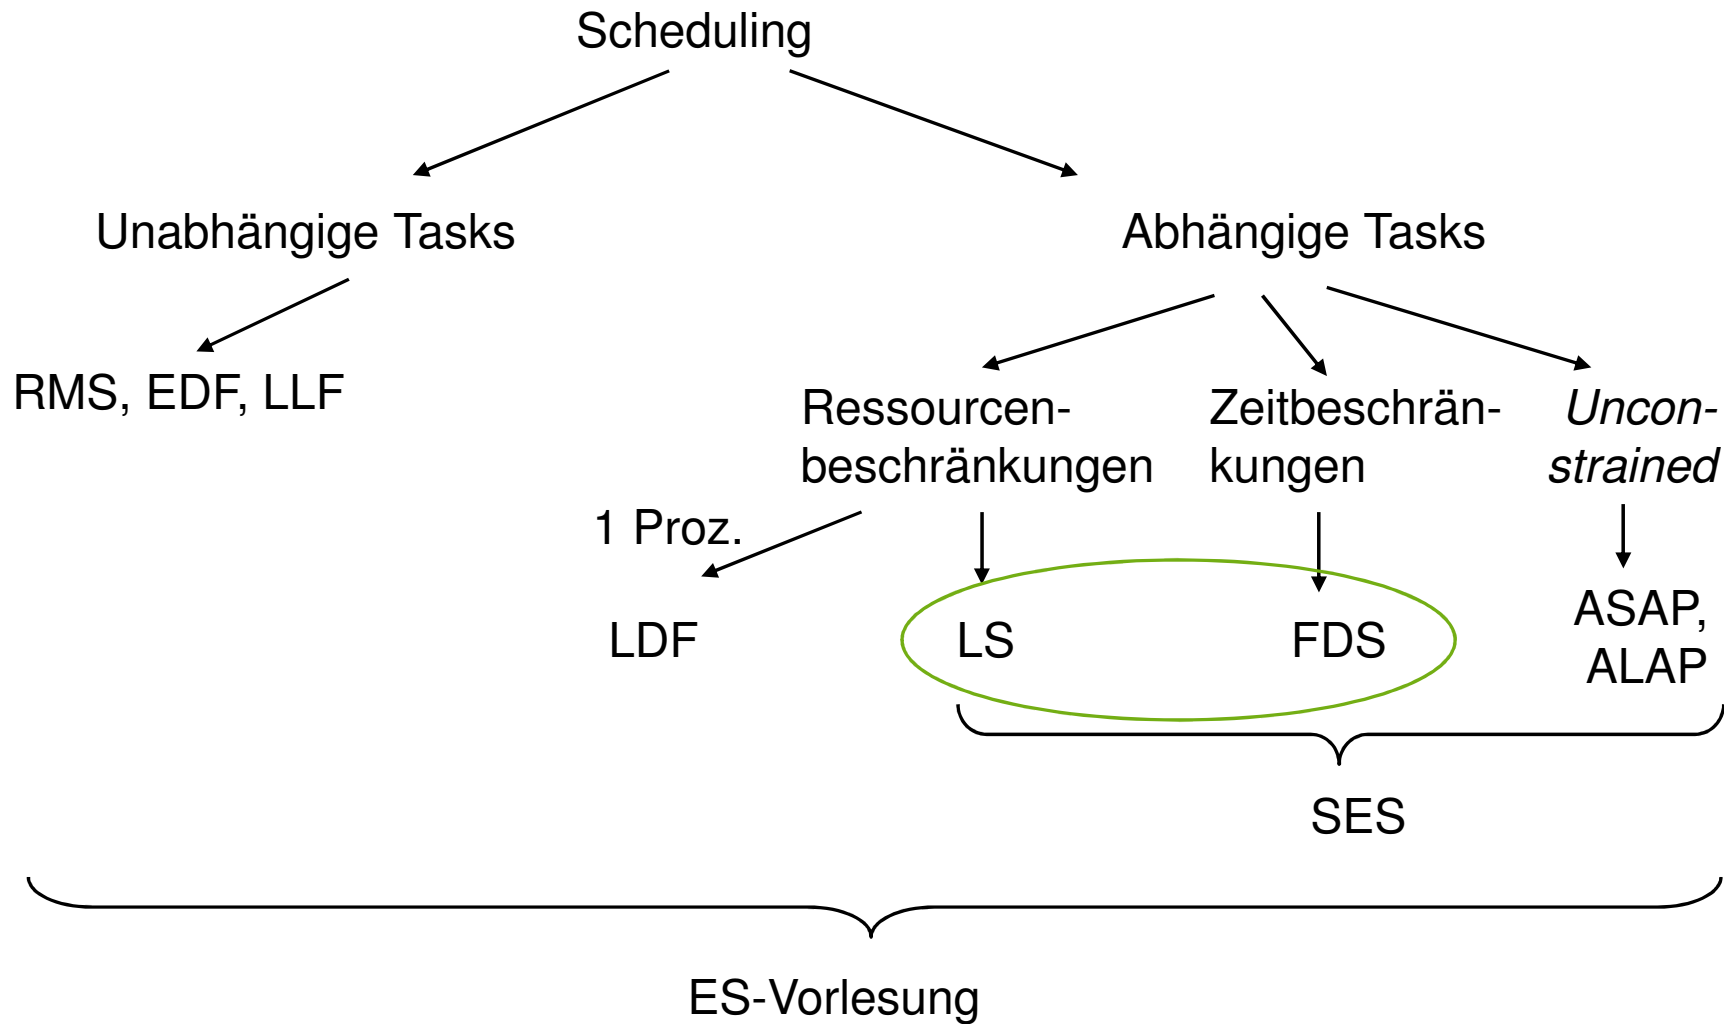 Scheduling
Unabhängige Tasks
Abhängige Tasks
RMS, EDF, LLF
Ressourcen-
beschränkungen
Zeitbeschrän-
kungen
Uncon-
strained
1 Proz.
LDF
LS
FDS
ASAP,
ALAP
SES
ES-Vorlesung